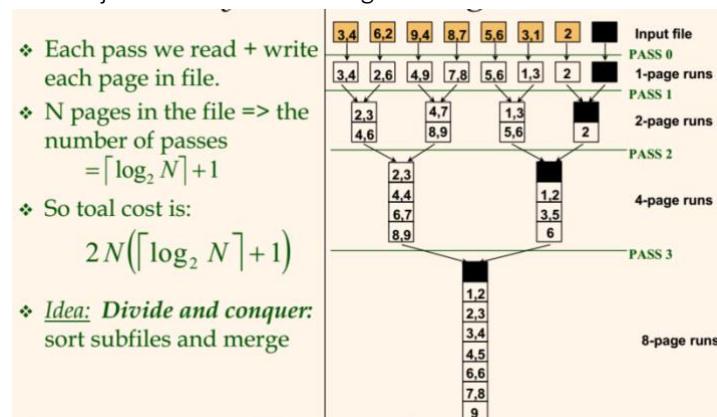 ❖ Each pass we read + write
each page in file.
❖ N pages in the file => the
number of passes
= ⌈log₂ N⌉ + 1
❖ So toal cost is:
2N(⌈log₂ N⌉ + 1)
❖ Idea: Divide and conquer:
sort subfiles and merge
3,4 6,2 9,4 8,7 5,6 3,1 2 Input file
PASS 0
3,4 2,6 4,9 7,8 5,6 1,3 2 1-page runs
PASS 1
2,3 4,7 1,3
4,6 8,9 5,6 2
2-page runs
PASS 2
2,3
4,4 1,2
6,7 3,5
8,9 6
4-page runs
PASS 3
1,2
2,3
3,4
4,5
6,6
7,8
9
8-page runs